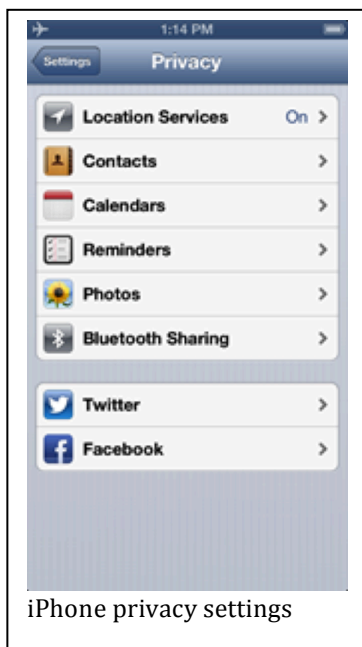 1:14 PM
Settings Privacy
Location Services On
Contacts
Calendars
Reminders
Photos
Bluetooth Sharing
Twitter
Facebook
iPhone privacy settings